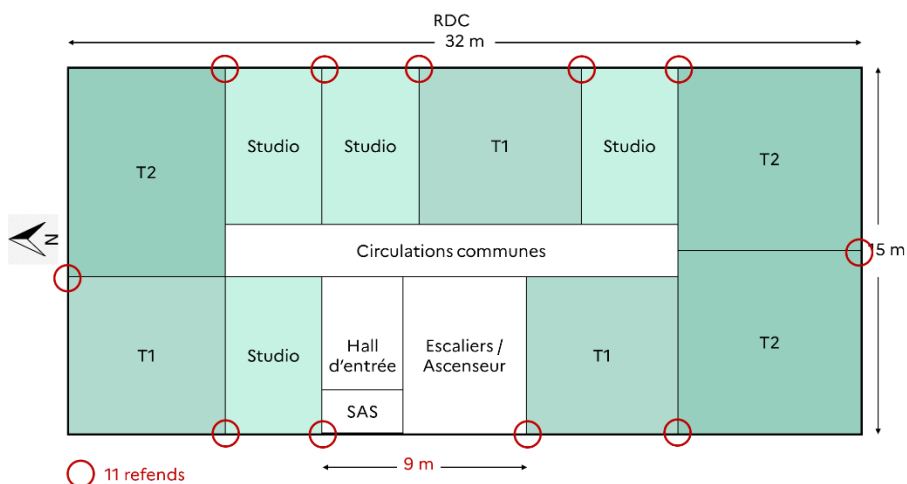 RDC
32 m
Studio
Studio
T1
Studio
T2
T2
N
Circulations communes
15 m
T1
Studio
Hall
d'entrée
Escaliers /
Ascenseur
T1
T2
SAS
9 m
11 refends